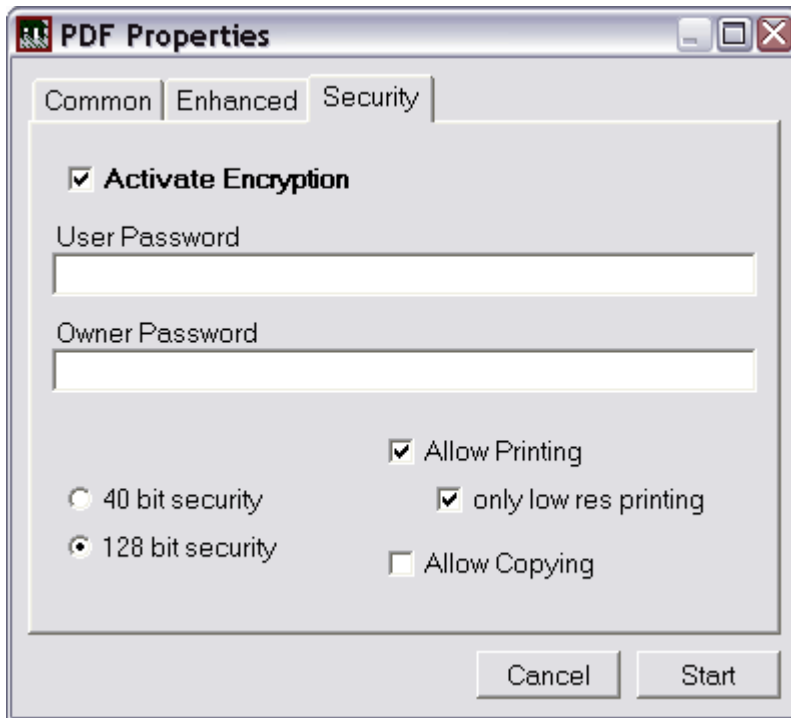 PDF Properties
Common Enhanced Security
Activate Encryption
User Password
Owner Password
Allow Printing
40 bit security only low res printing
128 bit security
Allow Copying
Cancel Start